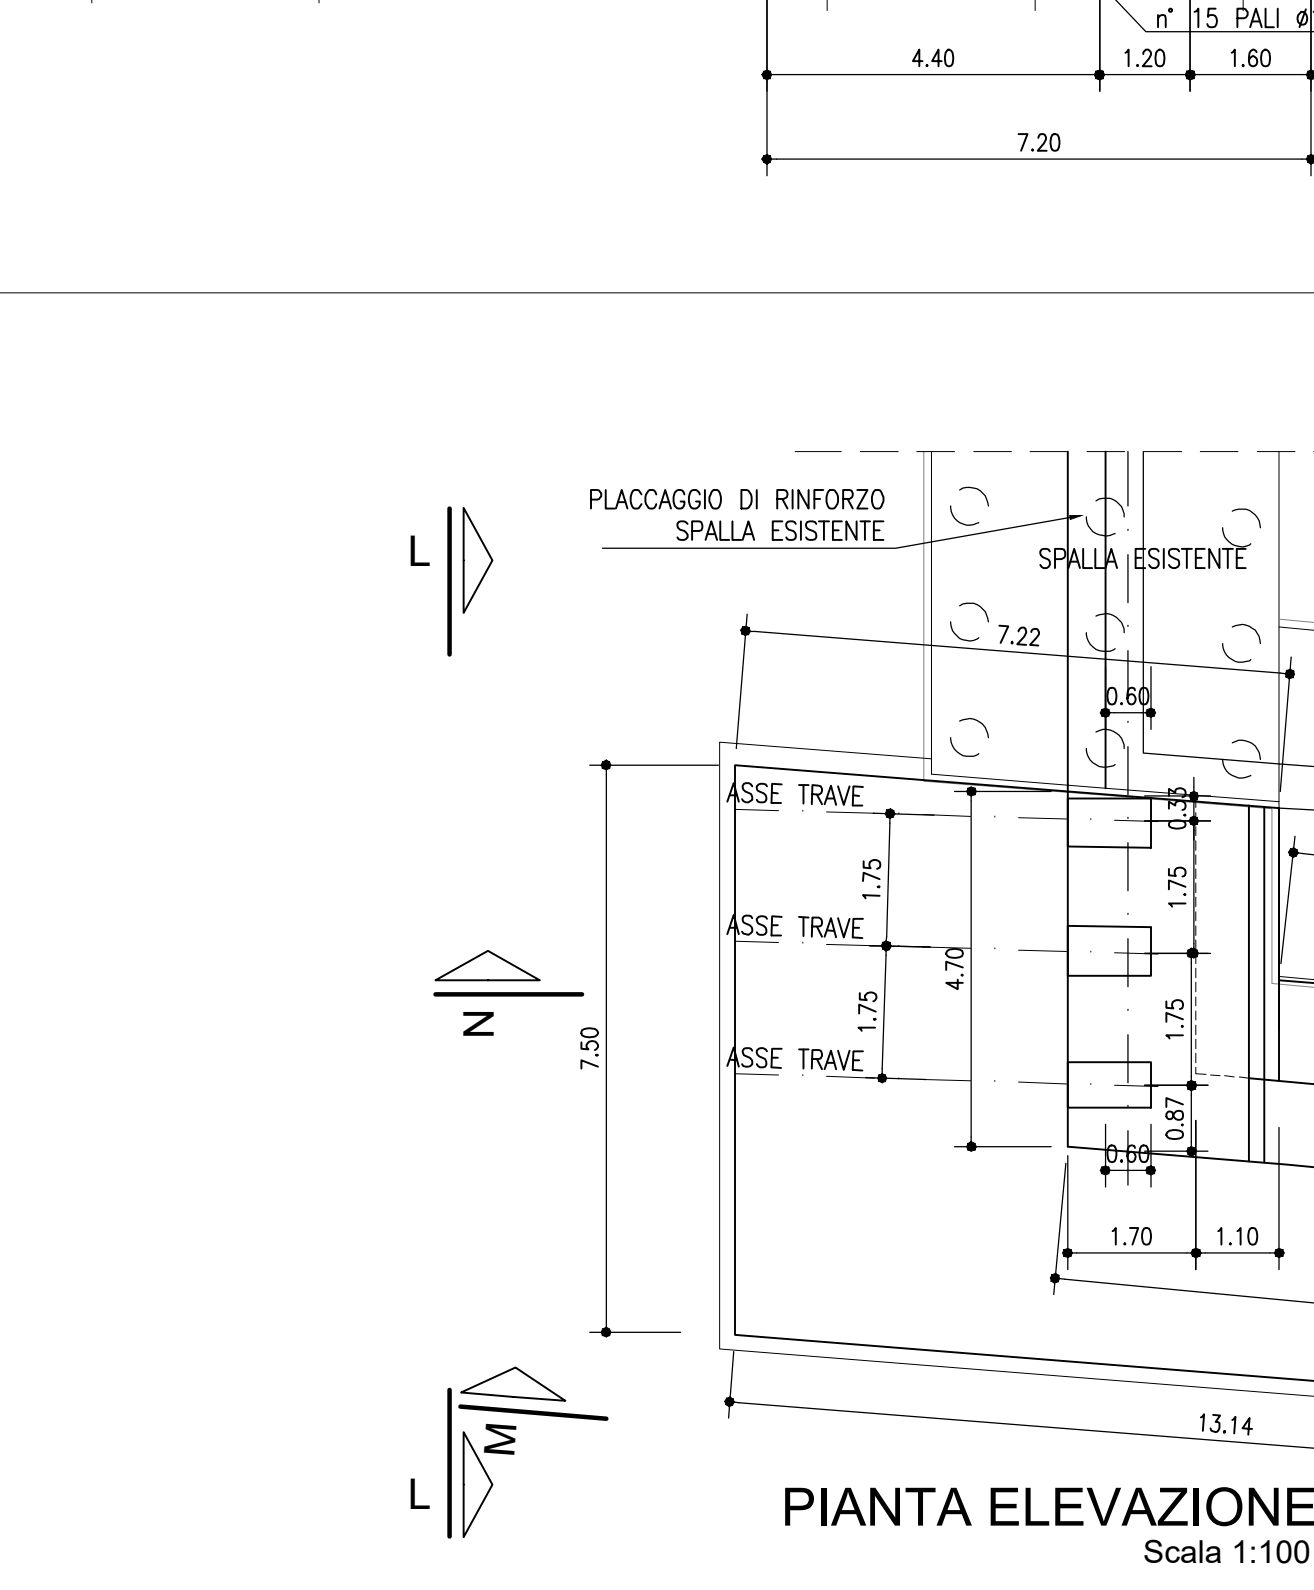 n° 15 PALI ø
4.40
1.20
1.60
7.20
PLACCAGGIO DI RINFORZO
SPALLA ESISTENTE
L
SPALLA ESISTENTE
7.22
0.60
ASSE TRAVE
0.33
1.75
1.75
ASSE TRAVE
4.70
N
7.50
1.75
1.75
ASSE TRAVE
0.87
0.60
1.70
1.10
M
13.14
L
PIANTA ELEVAZIONE
Scala 1:100